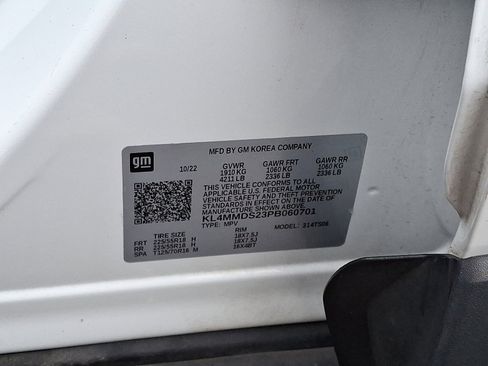 MFD BY GM KOREA COMPANY
gm
10/22 GVWR GAWR FRT GAWR RR
1910 KG 1060 KG 1060 KG
4211 LB 2336 LB 2336 LB
THIS VEHICLE CONFORMS TO ALL
APPLICABLE U.S. FEDERAL MOTOR
VEHICLE SAFETY AND THEFT
PREVENTION STANDARDS IN
EFFECT ON THE DATE OF
MANUFACTURE SHOWN ABOVE.
KL4MMDS23PB060701
TYPE: MPV MODEL: 314TS06
TIRE SIZE RIM
FRT 225/55R18 H 18X7.5J
RR 225/55R18 H 18X7.5J
SPA T125/70R16 M 16X4BT